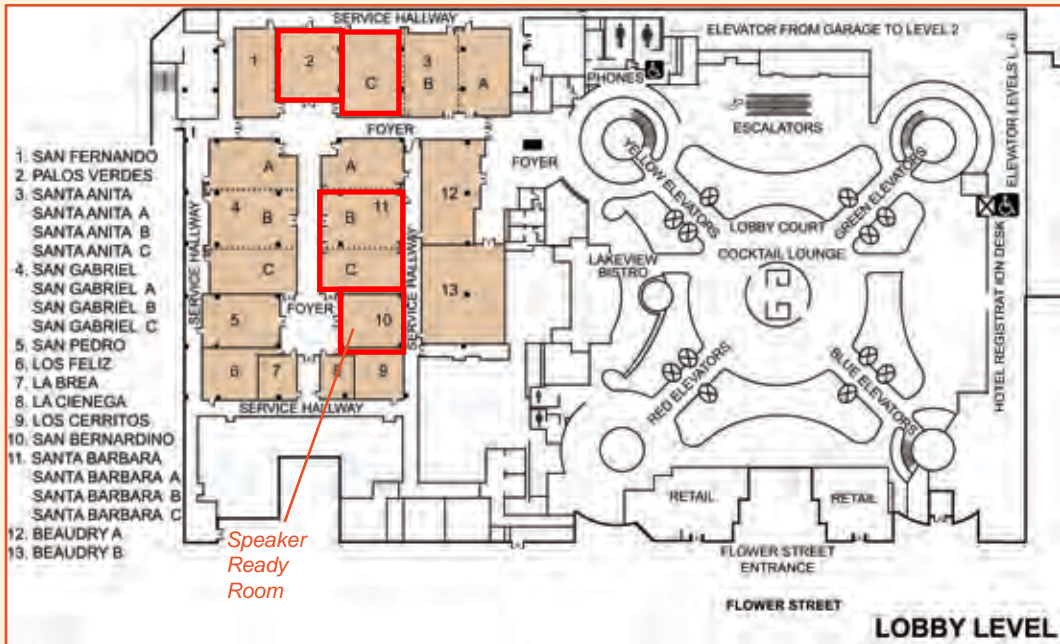 SERVICE HALLWAY
ELEVATOR FROM GARAGE TO LEVEL 2
1
2
C
3
B
A
PHONES
ESCALATORS
FOYER
FOYER
YELLOW ELEVATORS
GREEN ELEVATORS
ELEVATOR LEVELS L-6
1. SAN FERNANDO
2. PALOS VERDES
3. SANTA ANITA
SANTA ANITA A
SANTA ANITA B
SANTA ANITA C
4. SAN GABRIEL
SAN GABRIEL A
SAN GABRIEL B
SAN GABRIEL C
5. SAN PEDRO
6. LOS FELIZ
7. LA BREA
8. LA CIENEGA
9. LOS CERRITOS
10. SAN BERNARDINO
11. SANTA BARBARA
SANTA BARBARA A
SANTA BARBARA B
SANTA BARBARA C
12. BEAUDRY A
13. BEAUDRY B
A
A
4
B
B
11
12
C
C
SERVICE HALLWAY
SERVICE HALLWAY
LOBBY COURT
COCKTAIL LOUNGE
LAKEVIEW
BISTRO
HOTEL REGISTRATION DESK
13
FOYER
5
10
6
7
8
9
SERVICE HALLWAY
RED ELEVATORS
BLUE ELEVATORS
RETAIL
RETAIL
Speaker
Ready
Room
FLOWER STREET
ENTRANCE
FLOWER STREET
LOBBY LEVEL